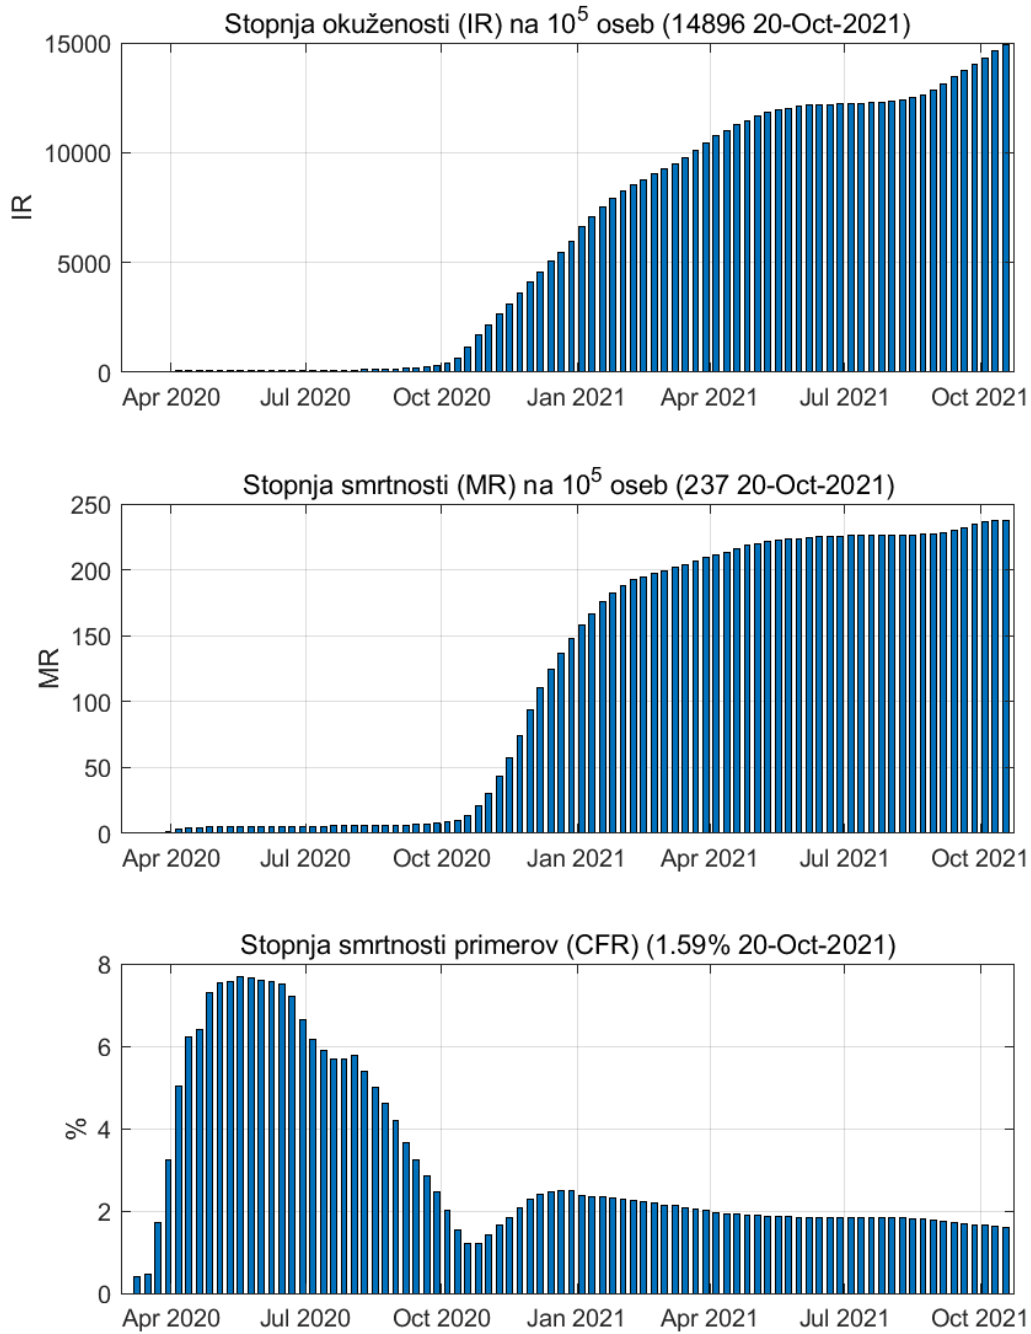 Stopnja okuženosti (IR) na 10⁵ oseb (14896 20-Oct-2021)
15000
10000
5000
0
IR
Apr 2020 Jul 2020 Oct 2020 Jan 2021 Apr 2021 Jul 2021 Oct 2021
Stopnja smrtnosti (MR) na 10⁵ oseb (237 20-Oct-2021)
250
200
150
100
50
0
MR
Apr 2020 Jul 2020 Oct 2020 Jan 2021 Apr 2021 Jul 2021 Oct 2021
Stopnja smrtnosti primerov (CFR) (1.59% 20-Oct-2021)
8
6
4
2
0
%
Apr 2020 Jul 2020 Oct 2020 Jan 2021 Apr 2021 Jul 2021 Oct 2021